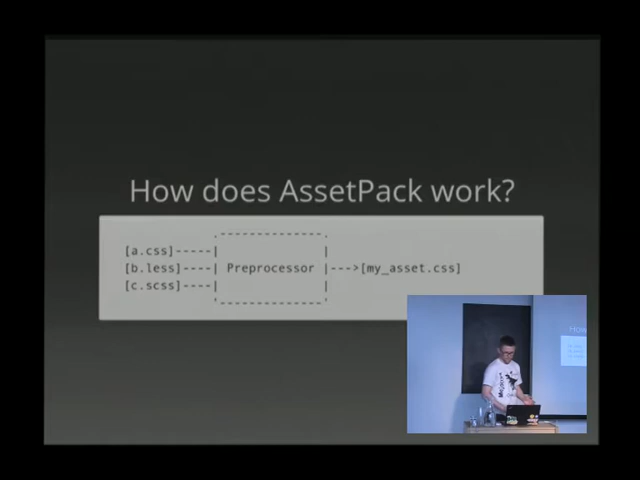 How does AssetPack work?
.--------------.
[a.css]-----|              |
[b.less]----| Preprocessor |--->[my_asset.css]
[c.scss]----|              |
'--------------'